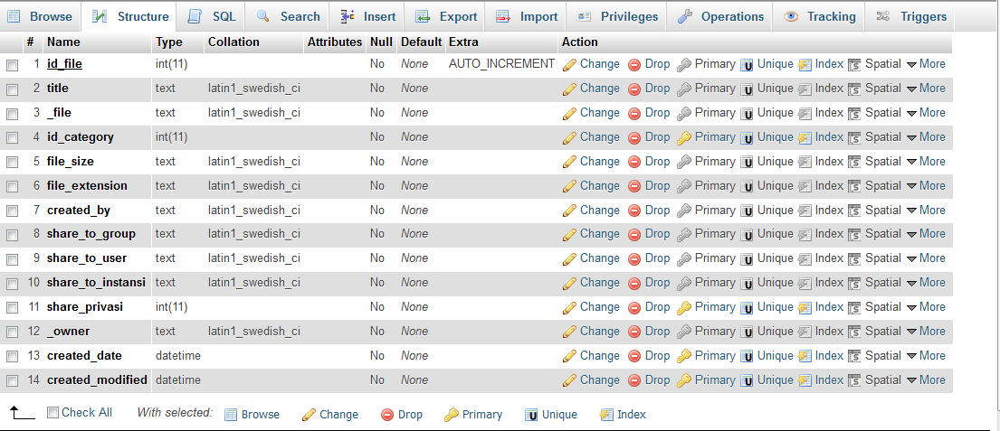 Browse Structure SQL Search Insert Export Import Privileges Operations Tracking Triggers
# Name Type Collation Attributes Null Default Extra Action
1 id_file int(11) No None AUTO_INCREMENT Change Drop Primary Unique Index Spatial More
2 title text latin1_swedish_ci No None Change Drop Primary Unique Index Spatial More
3 _file text latin1_swedish_ci No None Change Drop Primary Unique Index Spatial More
4 id_category int(11) No None Change Drop Primary Unique Index Spatial More
5 file_size text latin1_swedish_ci No None Change Drop Primary Unique Index Spatial More
6 file_extension text latin1_swedish_ci No None Change Drop Primary Unique Index Spatial More
7 created_by text latin1_swedish_ci No None Change Drop Primary Unique Index Spatial More
8 share_to_group text latin1_swedish_ci No None Change Drop Primary Unique Index Spatial More
9 share_to_user text latin1_swedish_ci No None Change Drop Primary Unique Index Spatial More
10 share_to_instansi text latin1_swedish_ci No None Change Drop Primary Unique Index Spatial More
11 share_privasi int(11) No None Change Drop Primary Unique Index Spatial More
12 _owner text latin1_swedish_ci No None Change Drop Primary Unique Index Spatial More
13 created_date datetime No None Change Drop Primary Unique Index Spatial More
14 created_modified datetime No None Change Drop Primary Unique Index Spatial More
Check All With selected: Browse Change Drop Primary Unique Index